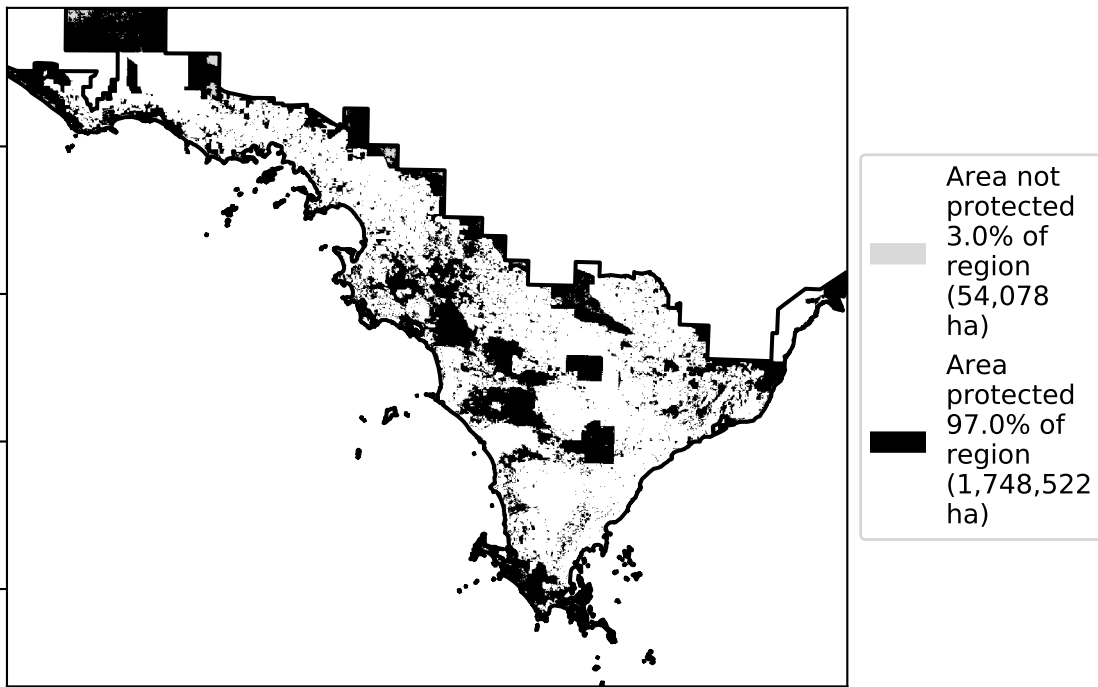 Area not
protected
3.0% of
region
(54,078
ha)
Area
protected
97.0% of
region
(1,748,522
ha)